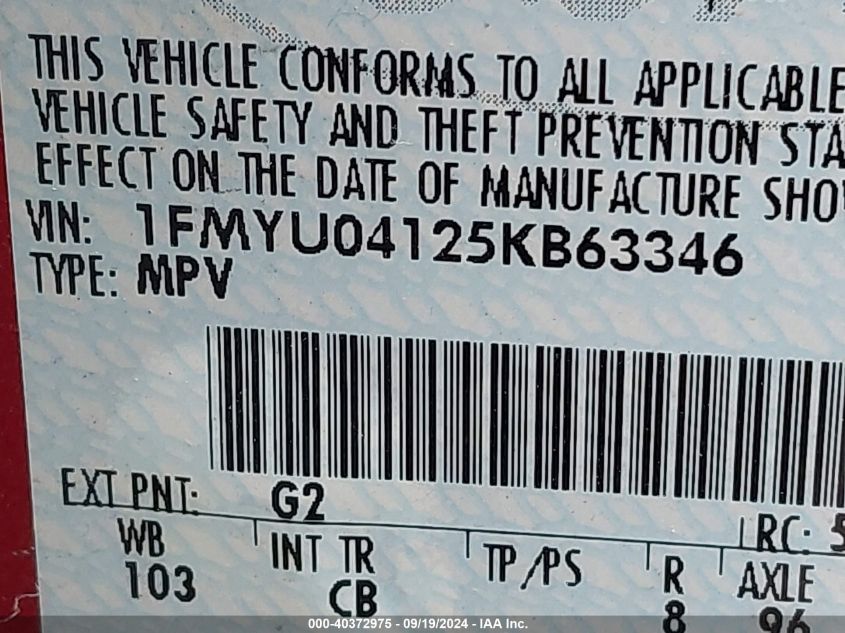 THIS VEHICLE CONFORMS TO ALL APPLICABLE
VEHICLE SAFETY AND THEFT PREVENTION STA
EFFECT ON THE DATE OF MANUFACTURE SHO
VIN: 1FMYU04125KB63346
TYPE: MPV
EXT PNT: G2
RC: 5
WB INT TR TP/PS R AXLE
103 CB 8 96
000-40372975 - 09/19/2024 - IAA Inc.